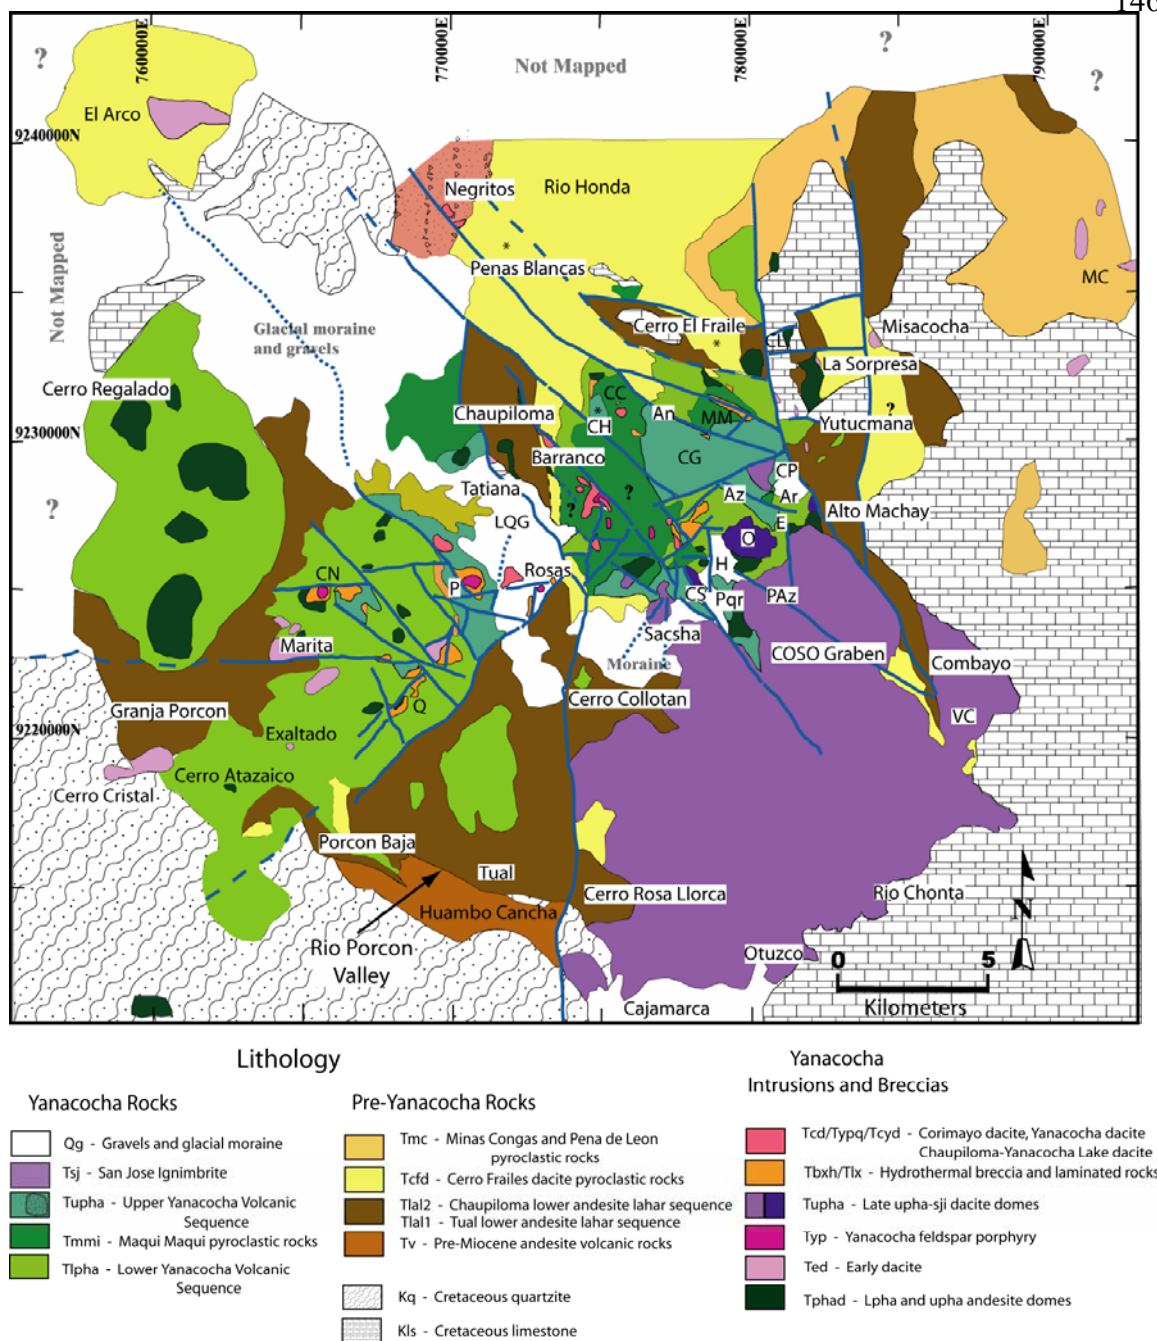 146
760000E
770000E
780000E
790000E
?
Not Mapped
?
?
El Arco
9240000N
Negritos
Rio Honda
*
Penas Blancas
MC
Not Mapped
Glacial moraine
and gravels
Cerro El Fraile
*
Misacocha
CL
La Sorpresa
Cerro Regalado
CC
*
An
MM
?
Chaupiloma
CH
Yutucmana
9230000N
Barranco
CG
CP
Tatiana
?
Az
Ar
?
?
LQG
E
Alto Machay
O
H
CN
P
Rosas
CS
Pqr
PAz
Sacsha
Marita
Moraine
COSO Graben
Combayo
Granja Porcon
Q
Cerro Collotan
VC
9220000N
Exaltado
Cerro Atazaico
Cerro Cristal
Porcon Baja
Tual
Cerro Rosa Llorca
Rio Chonta
Huambo Cancha
N
Rio Porcon
Valley
Otuzco
0 5
Cajamarca
Kilometers
Lithology
Yanacocha Rocks
Qg - Gravels and glacial moraine
Tsj - San Jose Ignimbrite
Tupha - Upper Yanacocha Volcanic
Sequence
Tmmi - Maqui Maqui pyroclastic rocks
Tlpha - Lower Yanacocha Volcanic
Sequence
Pre-Yanacocha Rocks
Tmc - Minas Congas and Pena de Leon
pyroclastic rocks
Tcfd - Cerro Frailes dacite pyroclastic rocks
Tlal2 - Chaupiloma lower andesite lahar sequence
Tlal1 - Tual lower andesite lahar sequence
Tv - Pre-Miocene andesite volcanic rocks
Kq - Cretaceous quartzite
Kls - Cretaceous limestone
Yanacocha
Intrusions and Breccias
Tcd/Typq/Tcyd - Corimayo dacite, Yanacocha dacite
Chaupiloma-Yanacocha Lake dacite
Tbxh/Tlx - Hydrothermal breccia and laminated rocks
Tupha - Late upha-sji dacite domes
Typ - Yanacocha feldspar porphyry
Ted - Early dacite
Tphad - Lpha and upha andesite domes